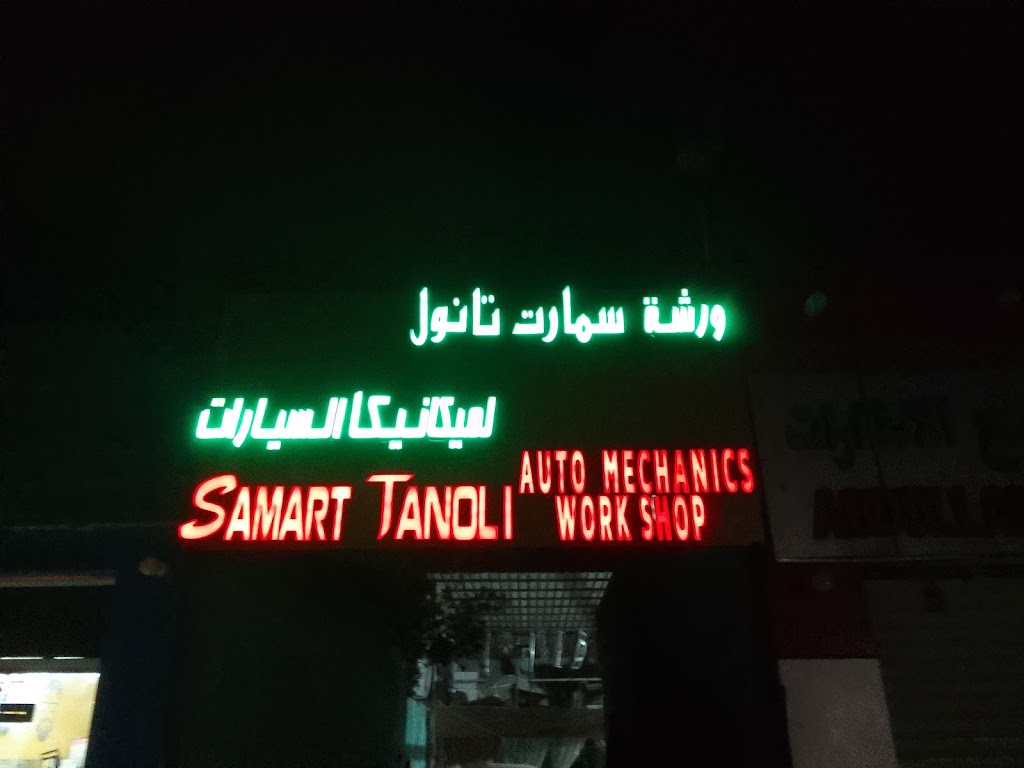 ورشة سمارت تانول
لميكانيكا السيارات
SAMART TANOLI
AUTO MECHANICS
WORK SHOP